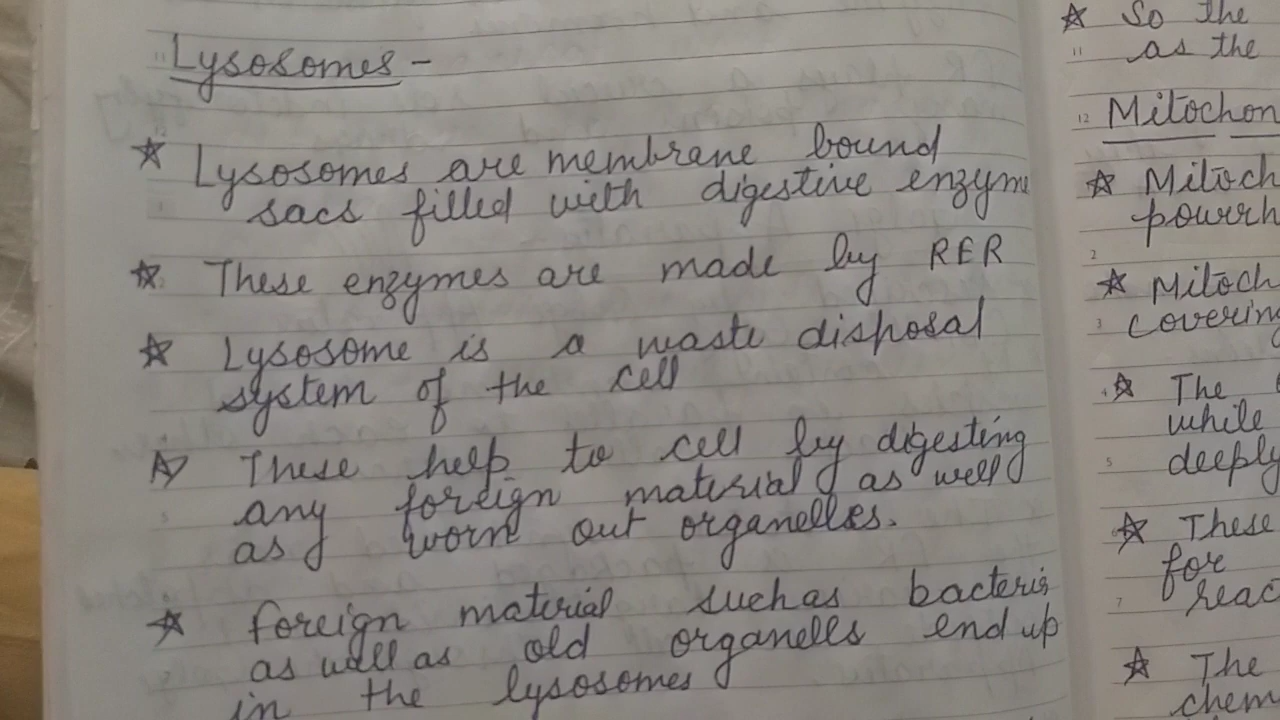 Lysosomes -
☆ Lysosomes are membrane bound
sacs filled with digestive enzyme
☆ These enzymes are made by RER
☆ Lysosome is a waste disposal
system of the cell
☆ These help to cell by digesting
any foreign material as well
as worn out organelles.
☆ foreign material such as bacteria
as well as old organells end up
in the lysosomes
☆ So the
as the
Mitochon
☆ Mitoch
powrh
☆ Mitoch
covering
☆ The
while
deeply
☆ These
for
reac
☆ The
chem